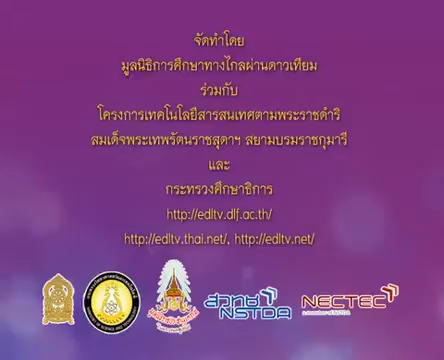 จัดทำโดย
มูลนิธิการศึกษาทางไกลผ่านดาวเทียม
ร่วมกับ
โครงการเทคโนโลยีสารสนเทศตามพระราชดำริ
สมเด็จพระเทพรัตนราชสุดาฯ สยามบรมราชกุมารี
และ
กระทรวงศึกษาธิการ
http://edltv.dlf.ac.th/
http://edltv.thai.net/, http://edltv.net/
สวทช
NSTDA
NECTEC
a member of NSTDA